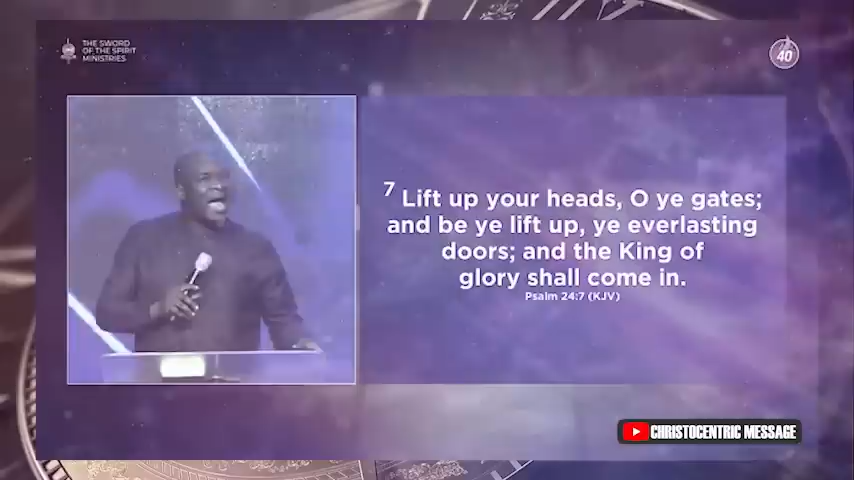 THE SWORD
OF THE SPIRIT
MINISTRIES
40
7 Lift up your heads, O ye gates;
and be ye lift up, ye everlasting
doors; and the King of
glory shall come in.
Psalm 24:7 (KJV)
CHRISTOCENTRIC MESSAGE